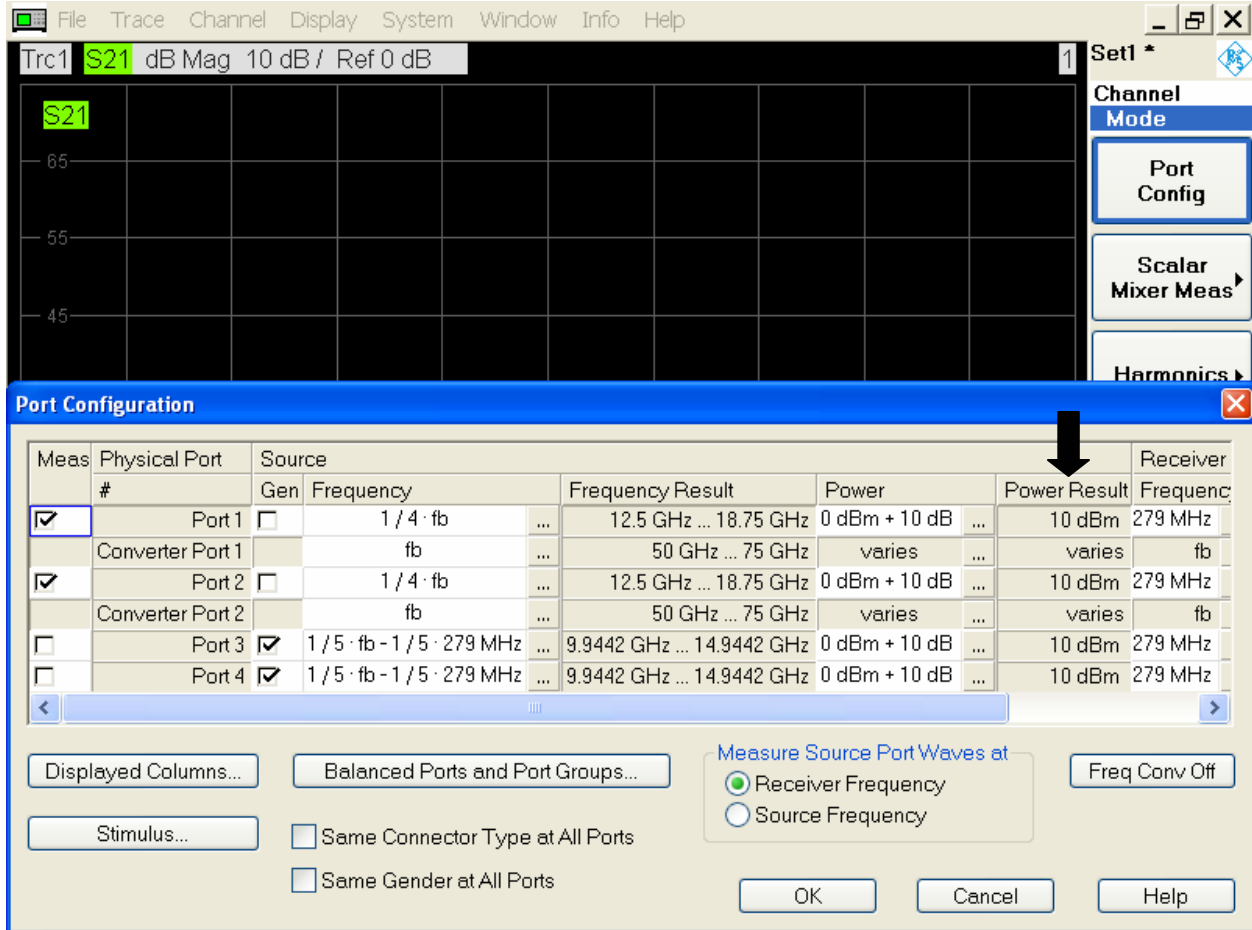 File Trace Channel Display System Window Info Help
Trc1 S21 dB Mag 10 dB / Ref 0 dB 1
Set1 *
R&S
Channel
Mode
S21
65
55
45
Port
Config
Scalar
Mixer Meas
Harmonics
Port Configuration
Meas Physical Port Source Receiver
# Gen Frequency Frequency Result Power Power Result Frequenc
Port 1 1 / 4 · fb ... 12.5 GHz ... 18.75 GHz 0 dBm + 10 dB ... 10 dBm 279 MHz
Converter Port 1 fb ... 50 GHz ... 75 GHz varies ... varies fb
Port 2 1 / 4 · fb ... 12.5 GHz ... 18.75 GHz 0 dBm + 10 dB ... 10 dBm 279 MHz
Converter Port 2 fb ... 50 GHz ... 75 GHz varies ... varies fb
Port 3 1 / 5 · fb - 1 / 5 · 279 MHz ... 9.9442 GHz ... 14.9442 GHz 0 dBm + 10 dB ... 10 dBm 279 MHz
Port 4 1 / 5 · fb - 1 / 5 · 279 MHz ... 9.9442 GHz ... 14.9442 GHz 0 dBm + 10 dB ... 10 dBm 279 MHz
Displayed Columns... Balanced Ports and Port Groups... Measure Source Port Waves at Freq Conv Off
Receiver Frequency
Source Frequency
Stimulus... Same Connector Type at All Ports
Same Gender at All Ports
OK Cancel Help